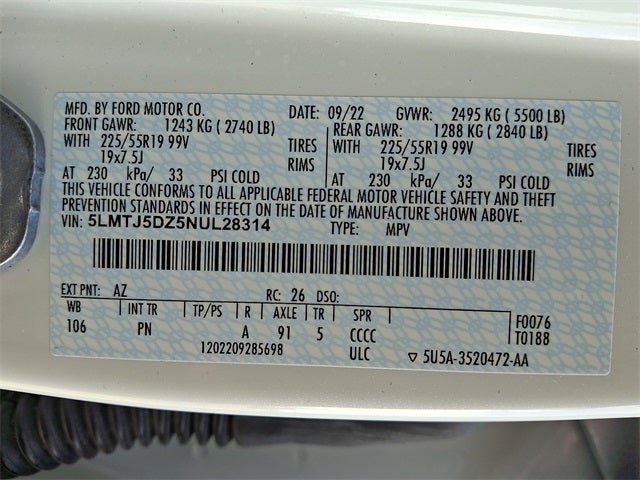 MFD. BY FORD MOTOR CO. DATE: 09/22 GVWR: 2495 KG ( 5500 LB)
FRONT GAWR: 1243 KG ( 2740 LB) REAR GAWR: 1288 KG ( 2840 LB)
WITH 225/55R19 99V TIRES WITH 225/55R19 99V TIRES
19x7.5J RIMS 19x7.5J RIMS
AT 230 kPa/ 33 PSI COLD AT 230 kPa/ 33 PSI COLD
THIS VEHICLE CONFORMS TO ALL APPLICABLE FEDERAL MOTOR VEHICLE SAFETY AND THEFT
PREVENTION STANDARDS IN EFFECT ON THE DATE OF MANUFACTURE SHOWN ABOVE.
VIN: 5LMTJ5DZ5NUL28314 TYPE: MPV
EXT PNT: AZ RC: 26 DSO:
WB INT TR TP/PS R AXLE TR SPR F0076
106 PN A 91 5 CCCC T0188
1202209285698 ULC ▽ 5U5A-3520472-AA